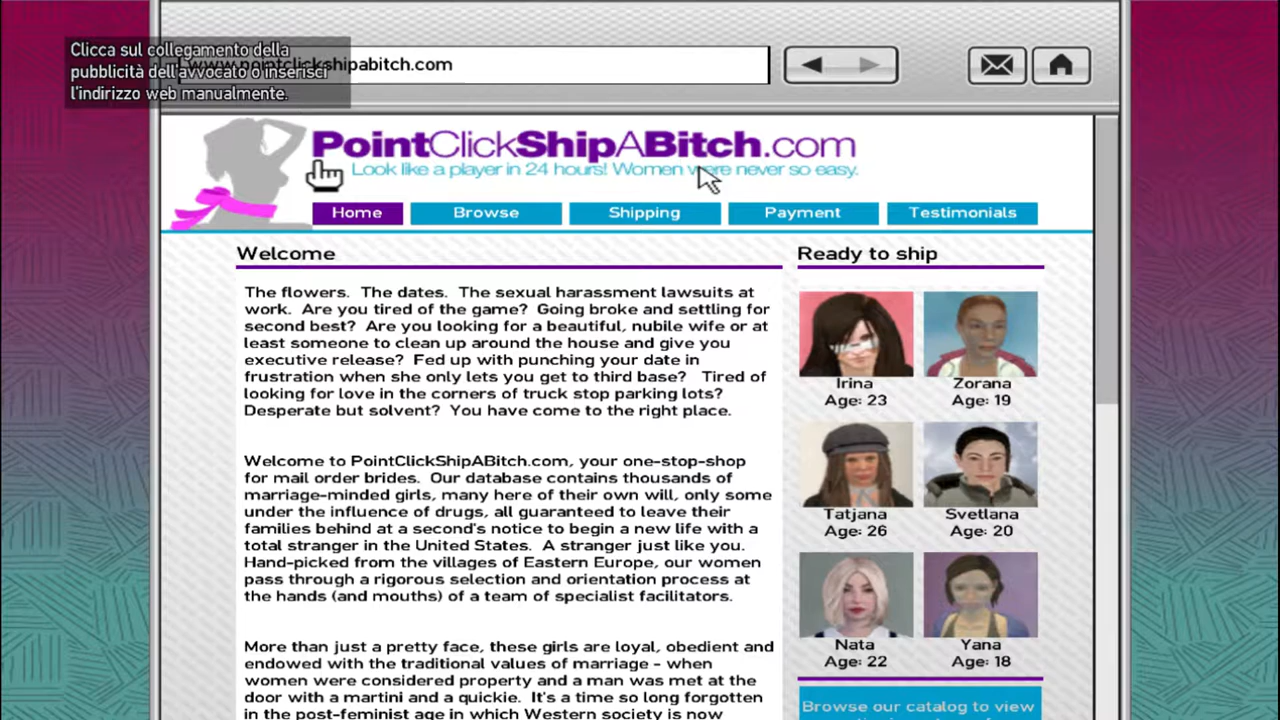 Clicca sul collegamento della
pubblicità dell'avvocato o inserisci
l'indirizzo web manualmente.
www.pointclickshipabitch.com
PointClickShipABitch.com
Look like a player in 24 hours! Women were never so easy.
Home Browse Shipping Payment Testimonials
Welcome
The flowers. The dates. The sexual harassment lawsuits at
work. Are you tired of the game? Going broke and settling for
second best? Are you looking for a beautiful, nubile wife or at
least someone to clean up around the house and give you
executive release? Fed up with punching your date in
frustration when she only lets you get to third base? Tired of
looking for love in the corners of truck stop parking lots?
Desperate but solvent? You have come to the right place.
Welcome to PointClickShipABitch.com, your one-stop-shop
for mail order brides. Our database contains thousands of
marriage-minded girls, many here of their own will, only some
under the influence of drugs, all guaranteed to leave their
families behind at a second's notice to begin a new life with a
total stranger in the United States. A stranger just like you.
Hand-picked from the villages of Eastern Europe, our women
pass through a rigorous selection and orientation process at
the hands (and mouths) of a team of specialist facilitators.
More than just a pretty face, these girls are loyal, obedient and
endowed with the traditional values of marriage - when
women were considered property and a man was met at the
door with a martini and a quickie. It's a time so long forgotten
in the post-feminist age in which Western society is now
Ready to ship
Irina Zorana
Age: 23 Age: 19
Tatjana Svetlana
Age: 26 Age: 20
Nata Yana
Age: 22 Age: 18
Browse our catalog to view